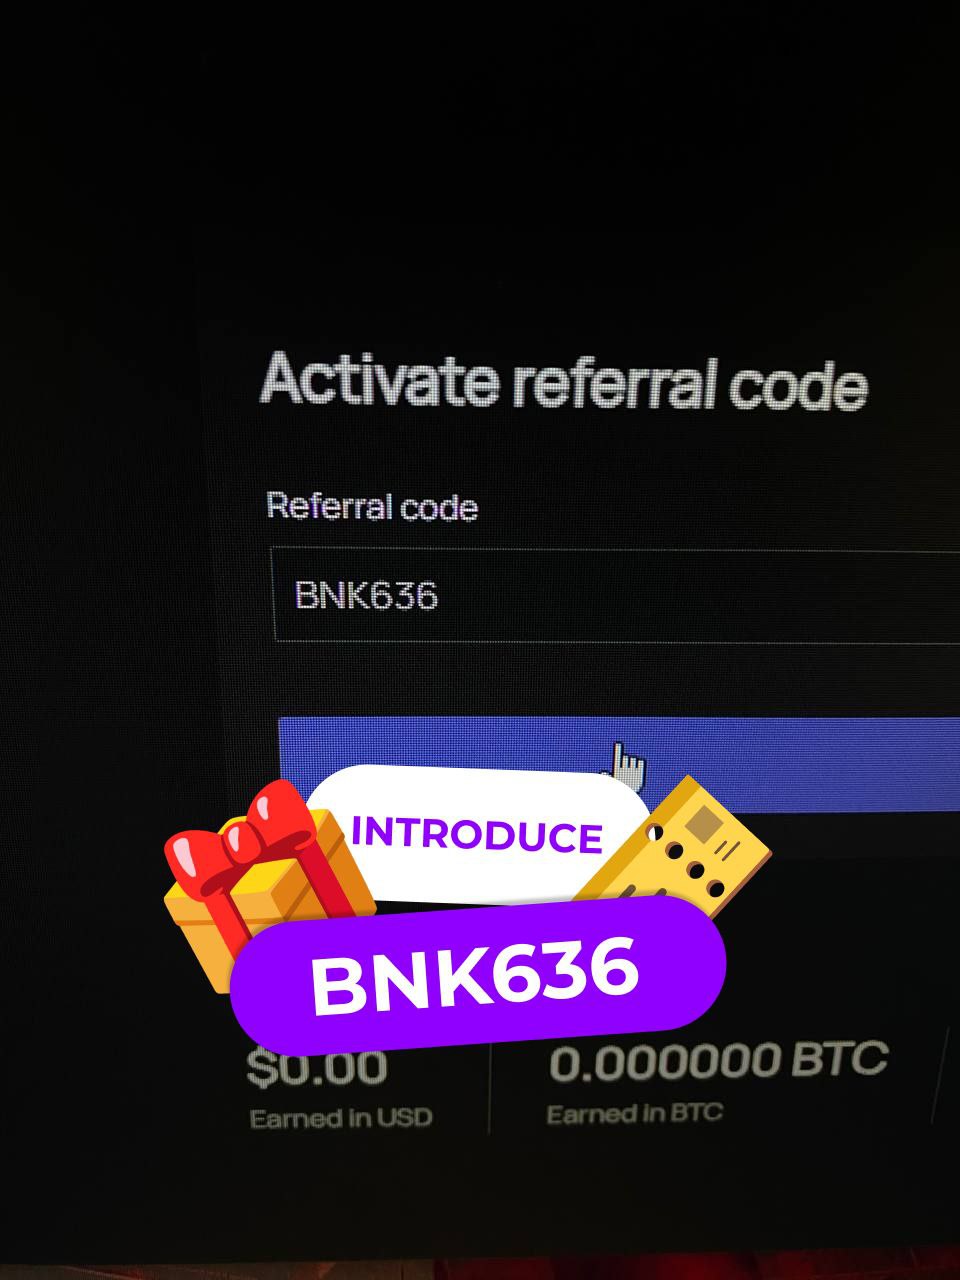 Activate referral code
Referral code
BNK636
INTRODUCE
BNK636
$0.00
0.000000 BTC
Earned in USD
Earned in BTC